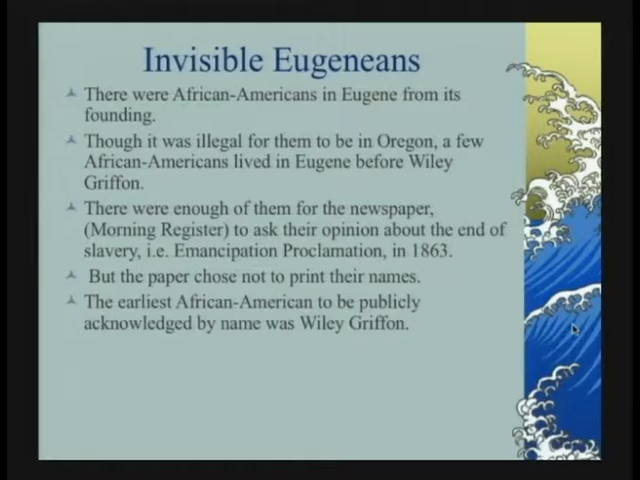 Invisible Eugeneans
There were African-Americans in Eugene from its
founding.
Though it was illegal for them to be in Oregon, a few
African-Americans lived in Eugene before Wiley
Griffon.
There were enough of them for the newspaper,
(Morning Register) to ask their opinion about the end of
slavery, i.e. Emancipation Proclamation, in 1863.
But the paper chose not to print their names.
The earliest African-American to be publicly
acknowledged by name was Wiley Griffon.